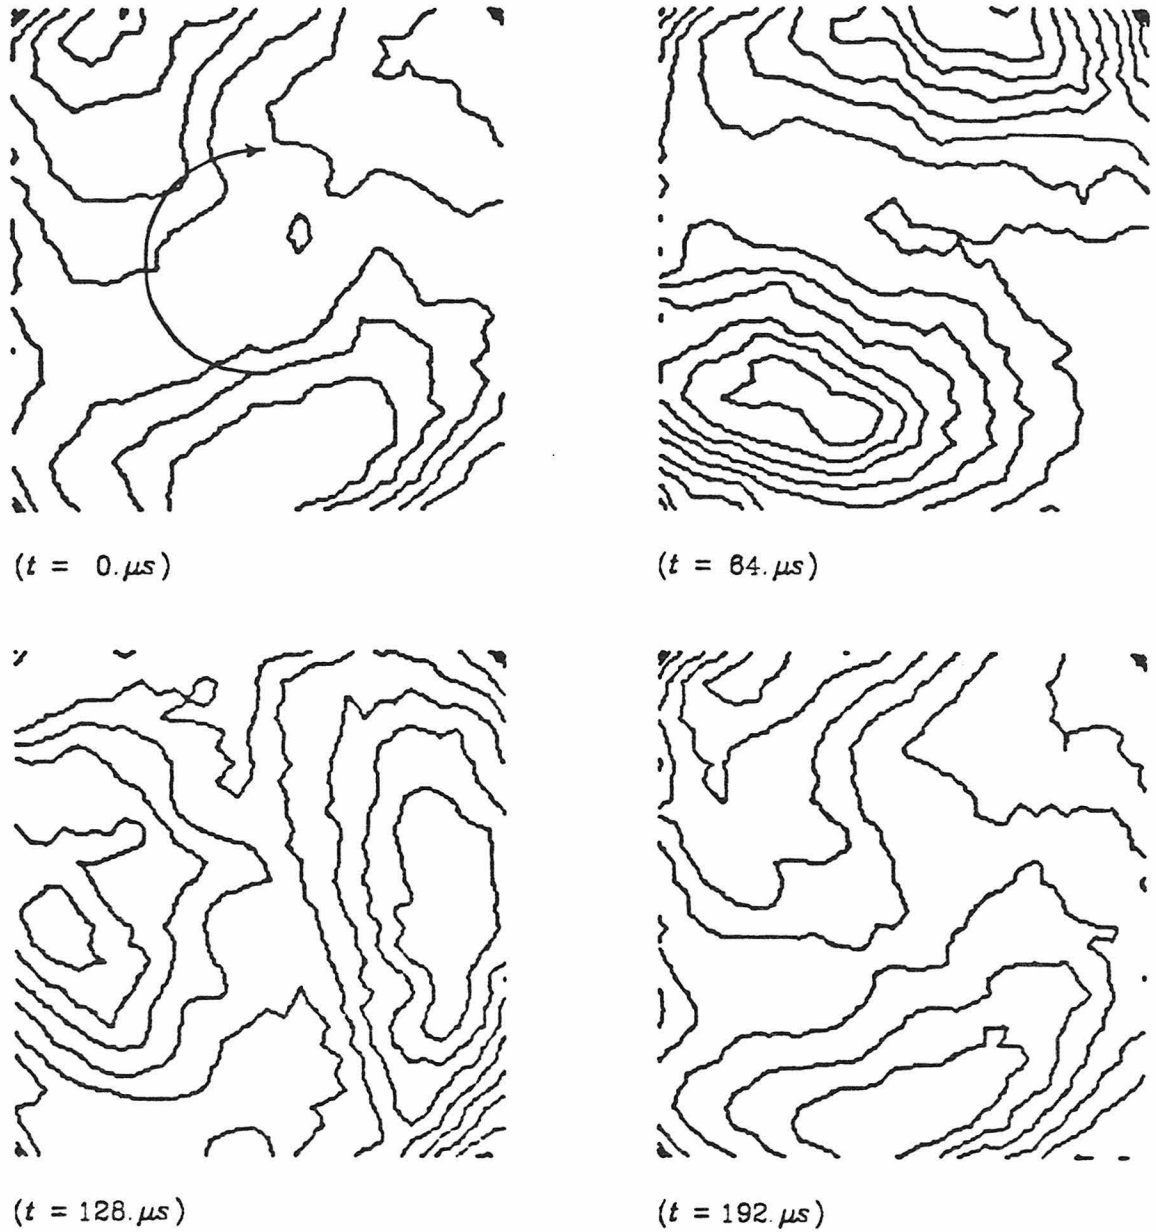 (t = 0. μs)
(t = 64. μs)
(t = 128. μs)
(t = 192. μs)